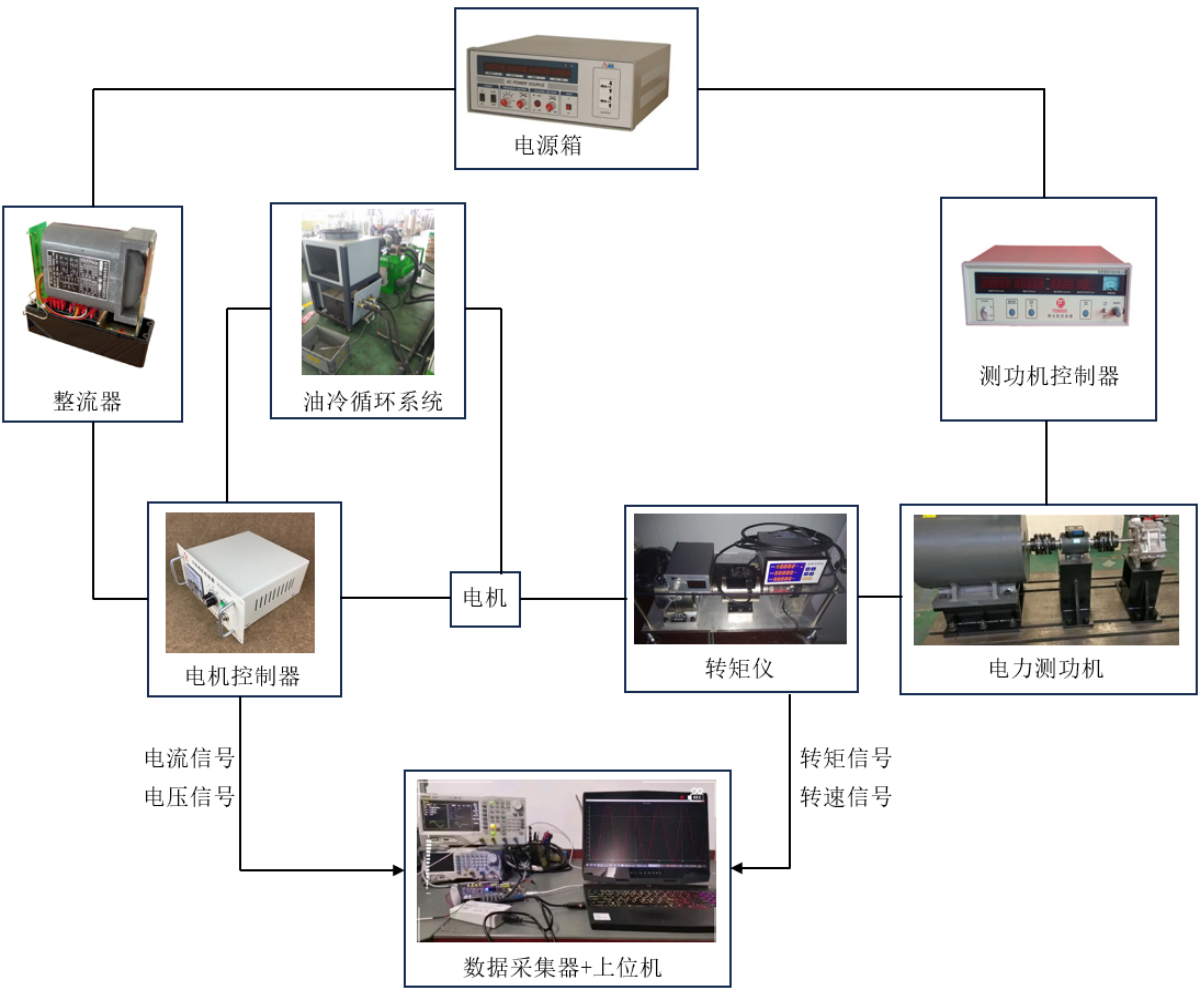 AC POWER SOURCE
电源箱
整流器
油冷循环系统
测功机控制器
电机控制器
电机
转矩仪
电力测功机
电流信号
电压信号
转矩信号
转速信号
数据采集器+上位机